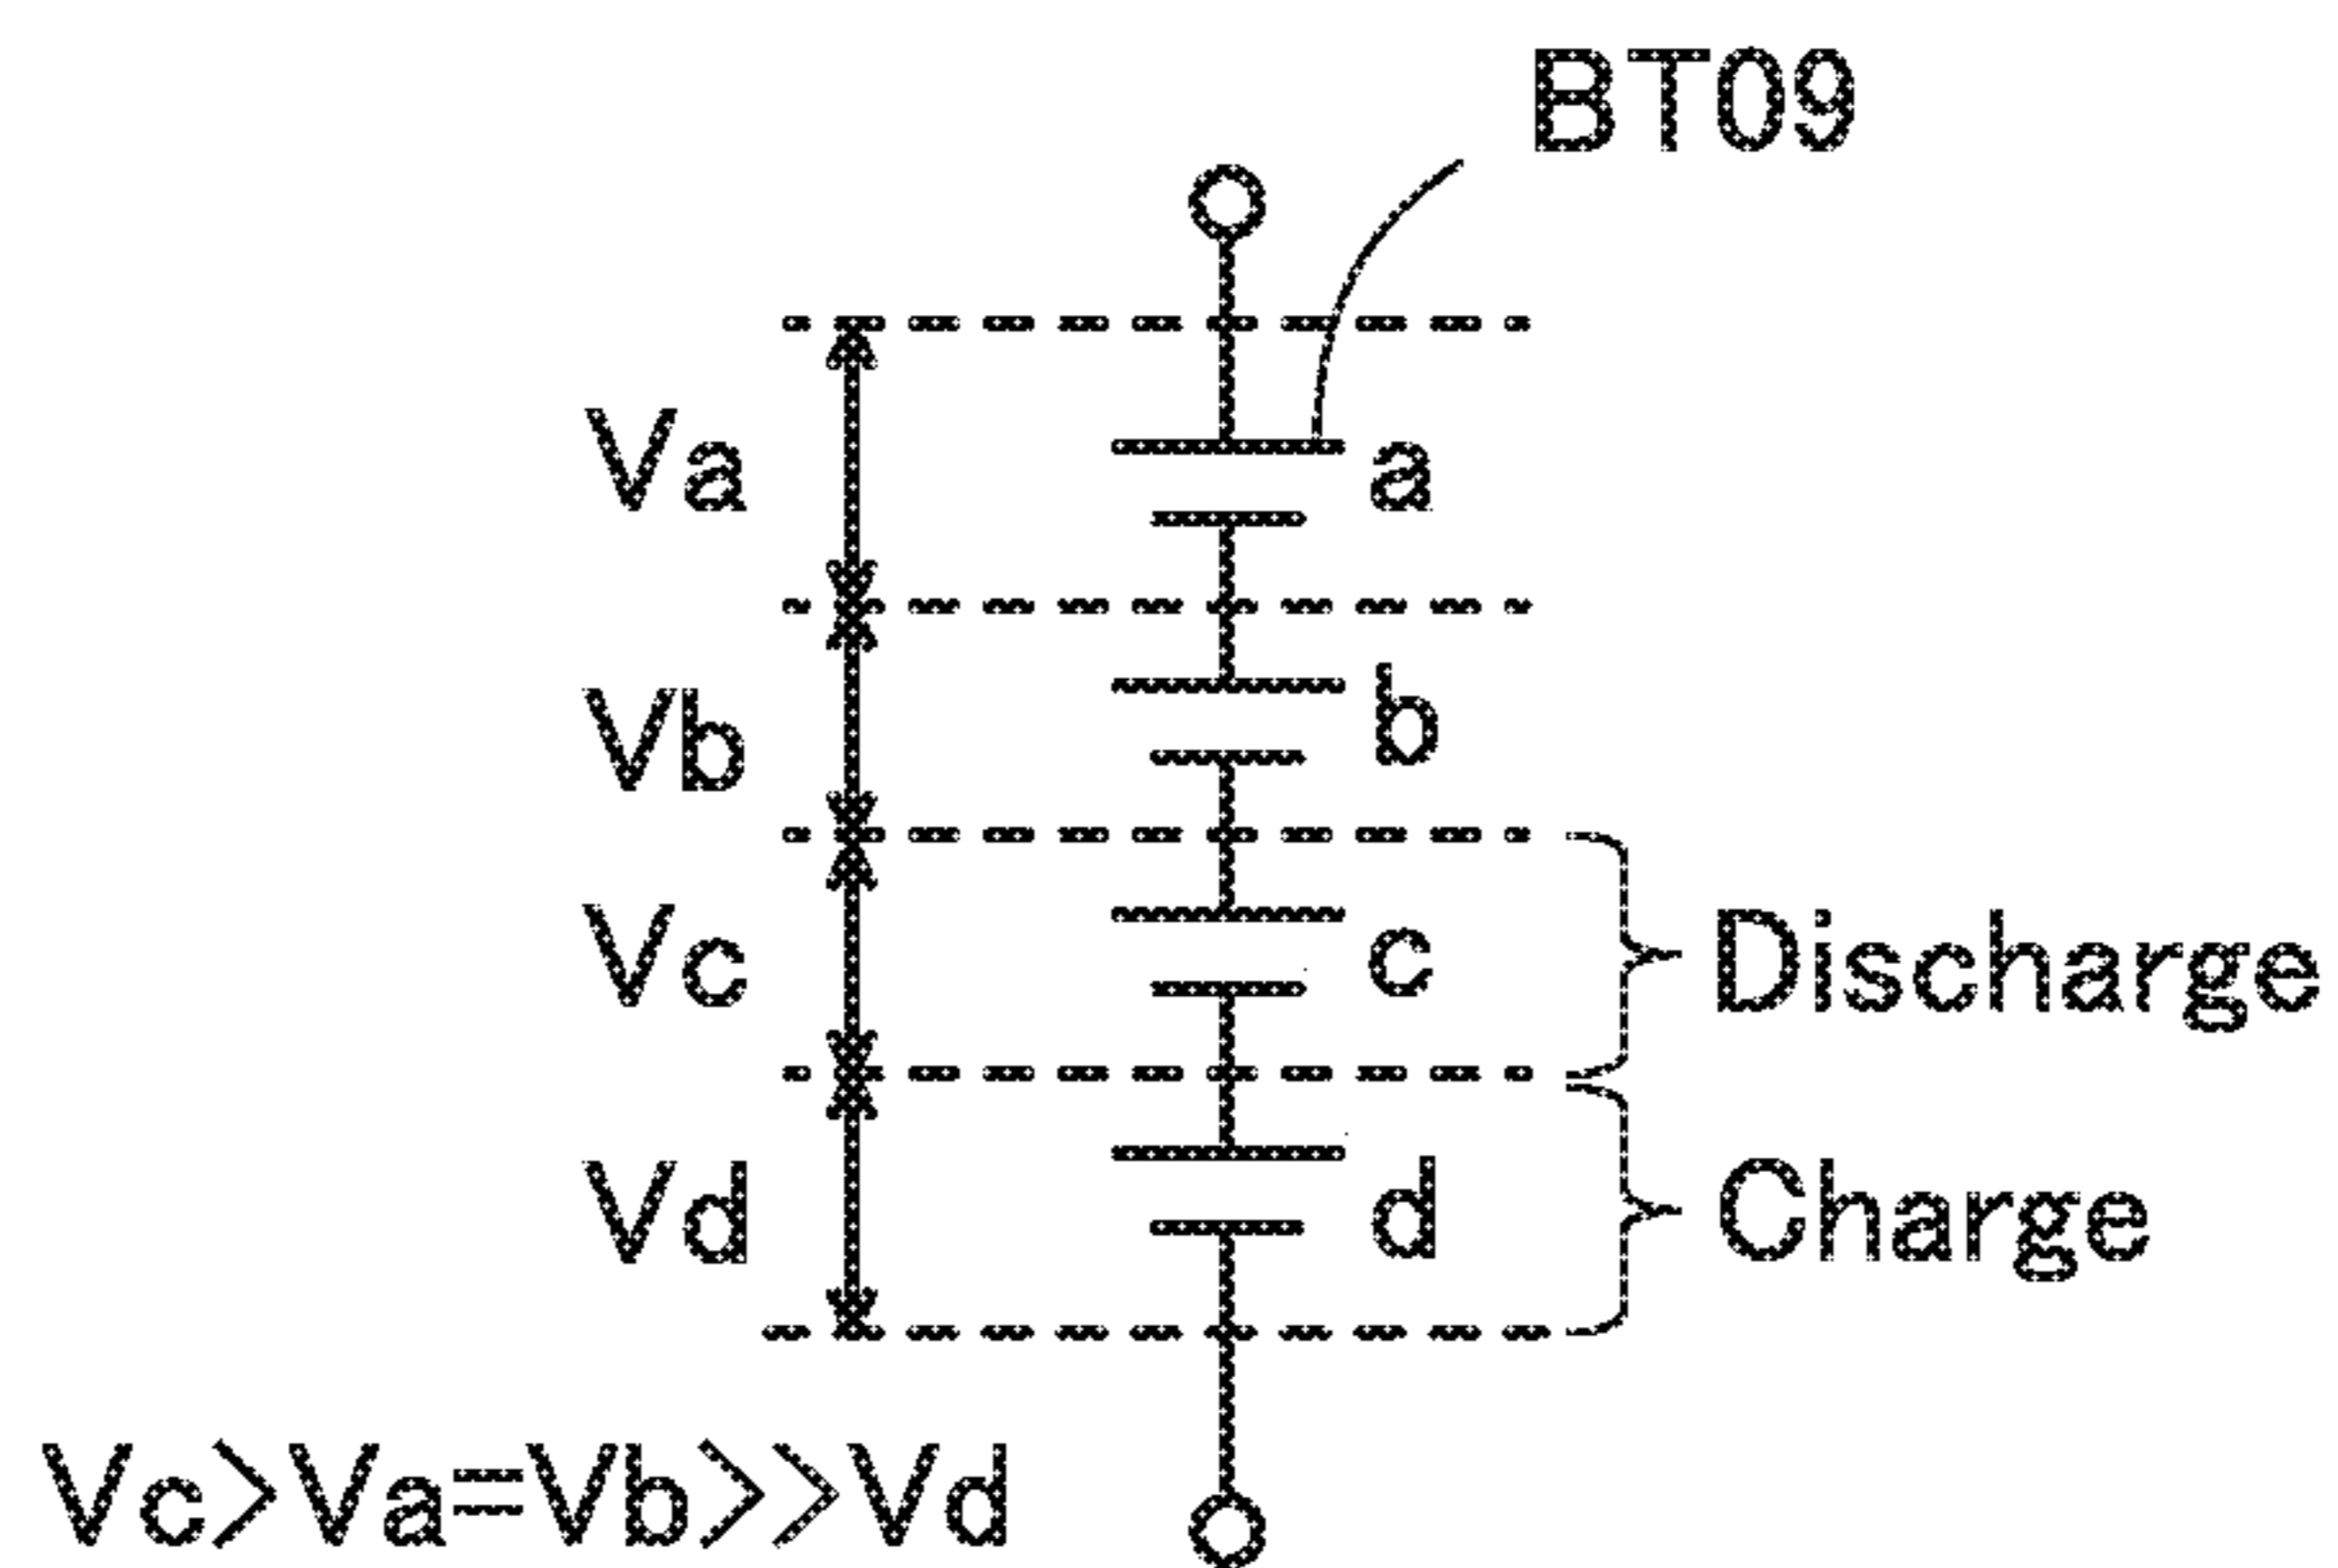 BT09
Va
a
Vb
b
Vc
c
Discharge
Vd
d
Charge
Vc>Va=Vb>>Vd